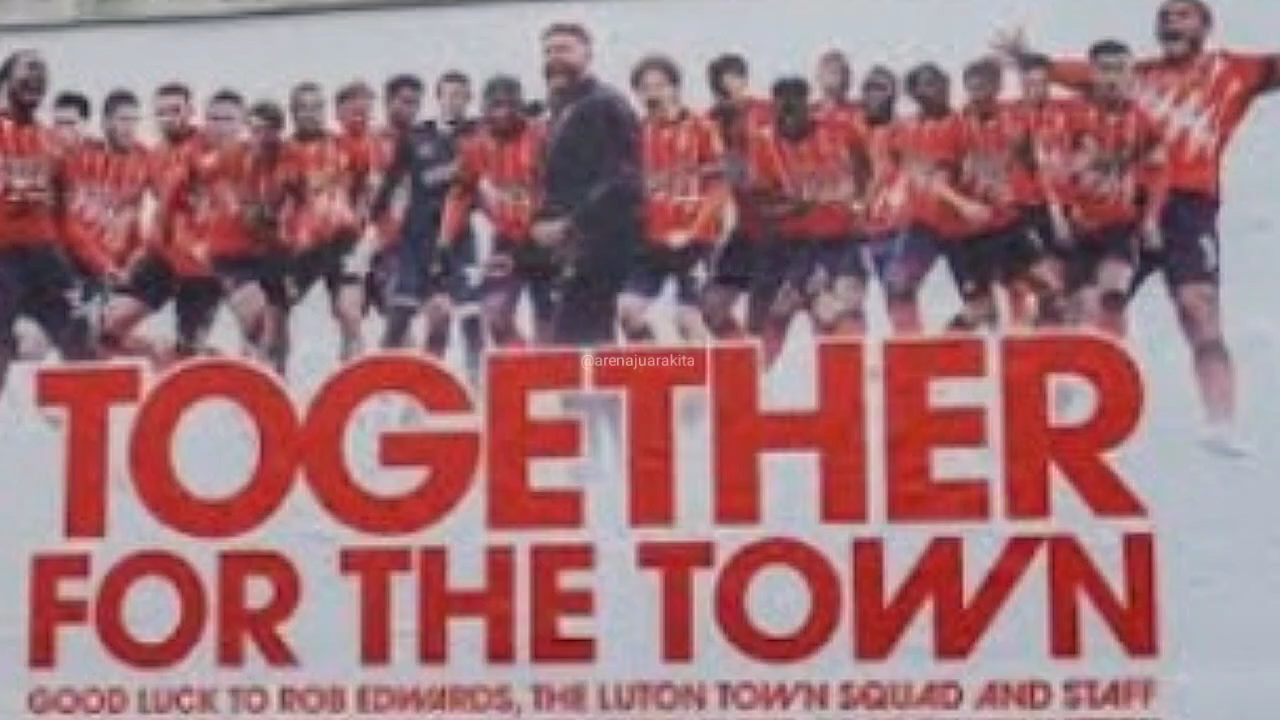 @arenajuarakita
TOGETHER
FOR THE TOWN
GOOD LUCK TO ROB EDWARDS, THE LUTON TOWN SQUAD AND STAFF